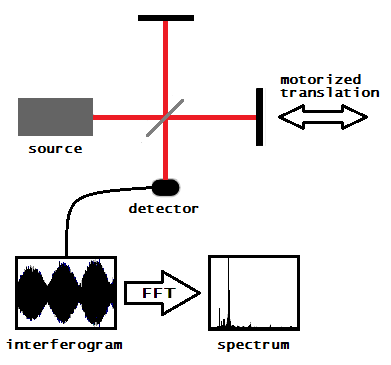 motorized
translation
source
detector
FFT
interferogram
spectrum